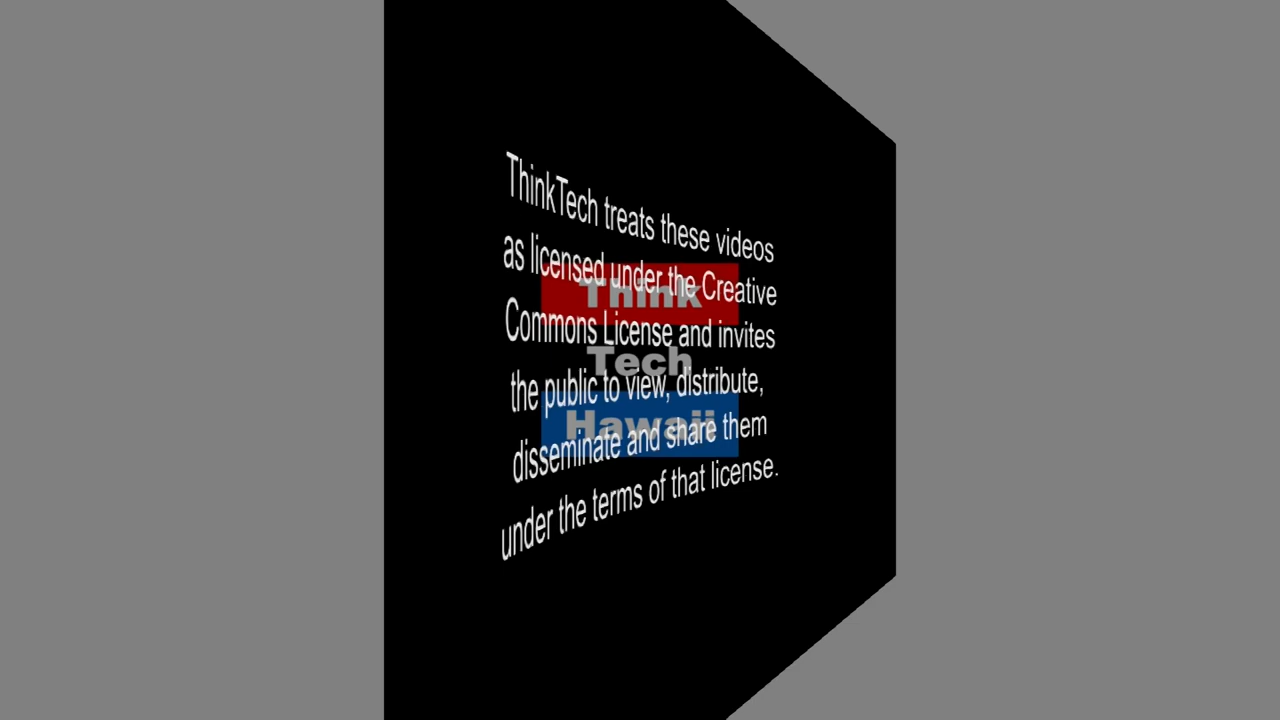 ThinkTech treats these videos
as licensed under the Creative
Commons License and invites
the public to view, distribute,
disseminate and share them
under the terms of that license.
Think
Tech
Hawaii